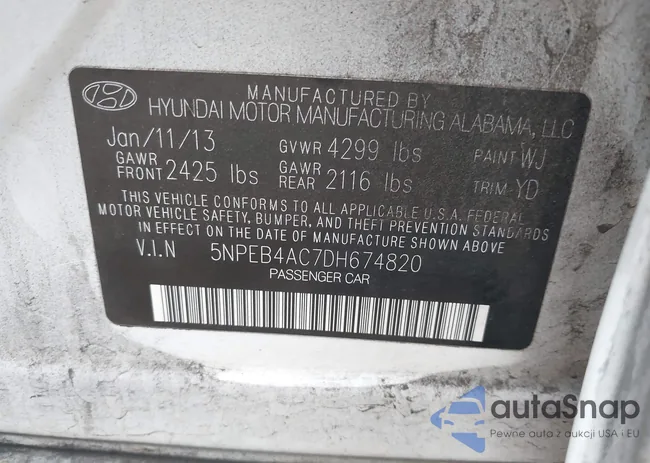 MANUFACTURED BY
HYUNDAI MOTOR MANUFACTURING ALABAMA, LLC
Jan/11/13 GVWR 4299 lbs PAINT WJ
GAWR FRONT 2425 lbs GAWR REAR 2116 lbs TRIM YD
THIS VEHICLE CONFORMS TO ALL APPLICABLE U.S.A. FEDERAL
MOTOR VEHICLE SAFETY, BUMPER, AND THEFT PREVENTION
STANDARDS IN EFFECT ON THE DATE OF MANUFACTURE SHOWN ABOVE
V.I.N 5NPEB4AC7DH674820
PASSENGER CAR
autaSnap
Pewne auta z aukcji USA i EU